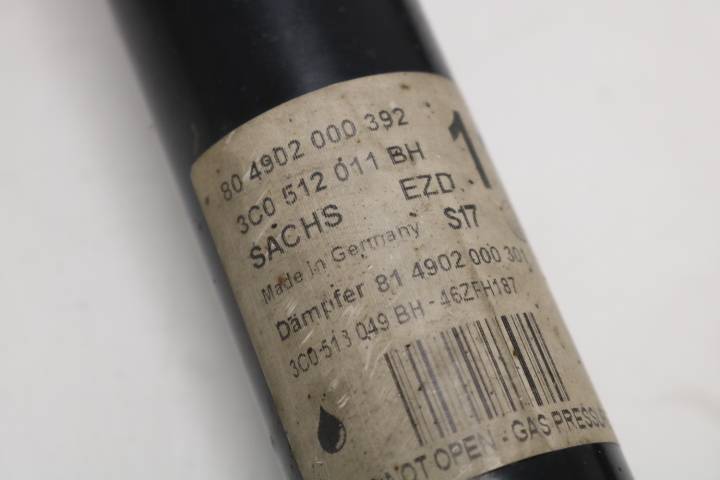 80 4902 000 392
3C0 512 011 BH
SACHS EZD. 1
Made in Germany S17
Dämpfer 81 4902 000 301
3C0 513 049 BH - 46ZFH187
NOT OPEN - GAS PRESSU